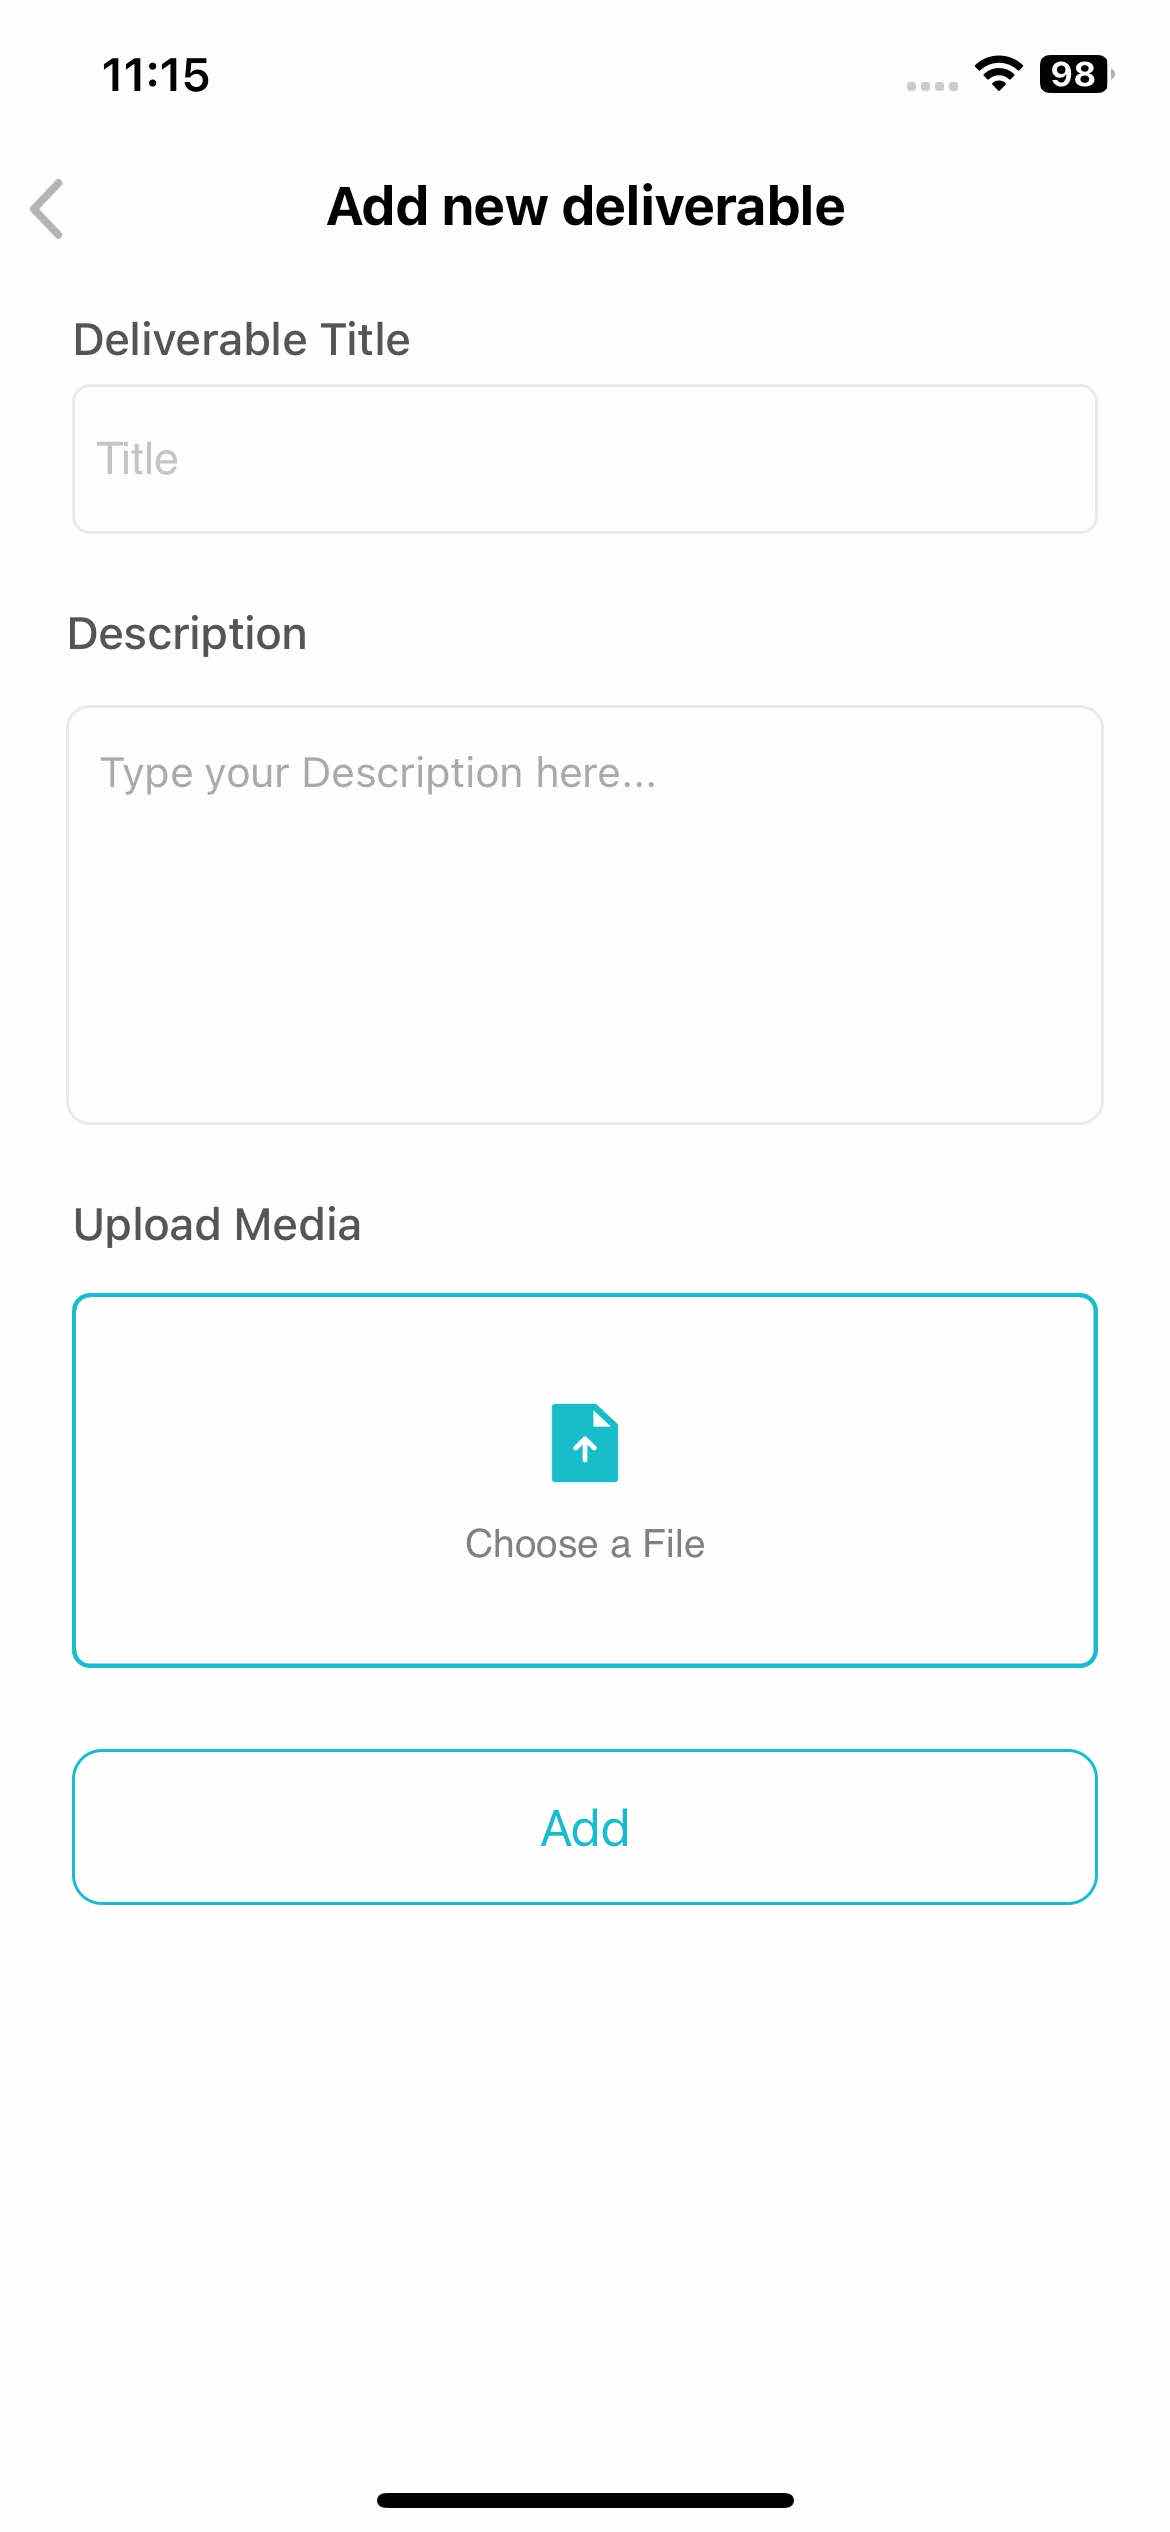 11:15
98
Add new deliverable
Deliverable Title
Title
Description
Type your Description here...
Upload Media
Choose a File
Add